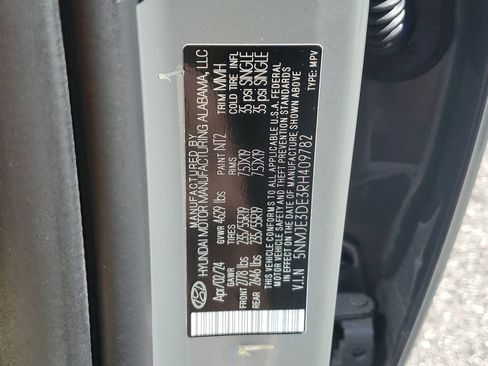 MANUFACTURED BY
HYUNDAI MOTOR MANUFACTURING ALABAMA, LLC
Apr/02/24 GVWR 4629 lbs PAINT NT2 TRIM MMH
GAWR TIRES RIMS COLD TIRE INFL
FRONT 2778 lbs 235/55R19 7.5JX19 35 psi SINGLE
REAR 2646 lbs 235/55R19 7.5JX19 35 psi SINGLE
THIS VEHICLE CONFORMS TO ALL APPLICABLE U.S.A. FEDERAL
MOTOR VEHICLE SAFETY AND THEFT PREVENTION STANDARDS
IN EFFECT ON THE DATE OF MANUFACTURE SHOWN ABOVE
V.I.N 5NMJE3DE3RH409782 TYPE: MPV